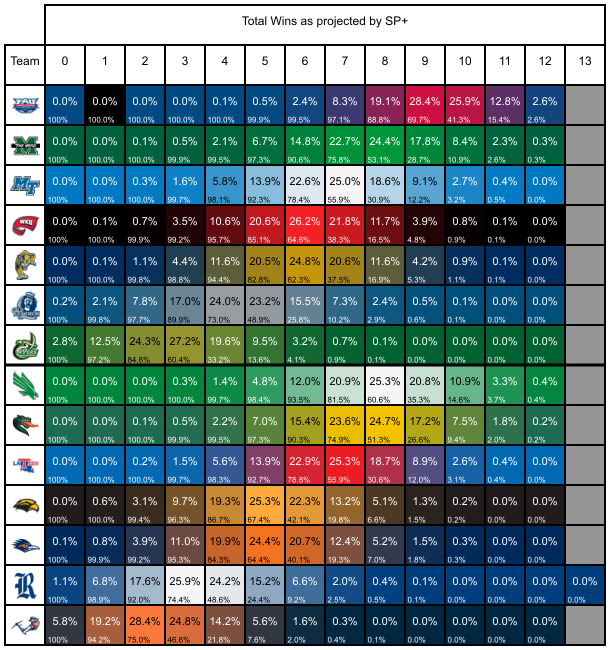 Total Wins as projected by SP+
Team 0 1 2 3 4 5 6 7 8 9 10 11 12 13
FAU 0.0% 0.0% 0.0% 0.0% 0.1% 0.5% 2.4% 8.3% 19.1% 28.4% 25.9% 12.8% 2.6%
100% 100.0% 100.0% 100.0% 100.0% 99.9% 99.5% 97.1% 88.8% 69.7% 41.3% 15.4% 2.6%
M 0.0% 0.0% 0.1% 0.5% 2.1% 6.7% 14.8% 22.7% 24.4% 17.8% 8.4% 2.3% 0.3%
100% 100.0% 100.0% 99.9% 99.5% 97.3% 90.6% 75.8% 53.1% 28.7% 10.9% 2.6% 0.3%
MT 0.0% 0.0% 0.3% 1.6% 5.8% 13.9% 22.6% 25.0% 18.6% 9.1% 2.7% 0.4% 0.0%
100% 100.0% 100.0% 99.7% 98.1% 92.3% 78.4% 55.9% 30.9% 12.2% 3.2% 0.5% 0.0%
WKU 0.0% 0.1% 0.7% 3.5% 10.6% 20.6% 26.2% 21.8% 11.7% 3.9% 0.8% 0.1% 0.0%
100% 100.0% 99.9% 99.2% 95.7% 85.1% 64.6% 38.3% 16.5% 4.8% 0.9% 0.1% 0.0%
0.0% 0.1% 1.1% 4.4% 11.6% 20.5% 24.8% 20.6% 11.6% 4.2% 0.9% 0.1% 0.0%
100% 100.0% 99.8% 98.8% 94.4% 82.8% 62.3% 37.5% 16.9% 5.3% 1.1% 0.1% 0.0%
0.2% 2.1% 7.8% 17.0% 24.0% 23.2% 15.5% 7.3% 2.4% 0.5% 0.1% 0.0% 0.0%
100% 99.8% 97.7% 89.9% 73.0% 48.9% 25.8% 10.2% 2.9% 0.6% 0.1% 0.0% 0.0%
2.8% 12.5% 24.3% 27.2% 19.6% 9.5% 3.2% 0.7% 0.1% 0.0% 0.0% 0.0% 0.0%
100% 97.2% 84.6% 60.4% 33.2% 13.6% 4.1% 0.9% 0.1% 0.0% 0.0% 0.0% 0.0%
0.0% 0.0% 0.0% 0.3% 1.4% 4.8% 12.0% 20.9% 25.3% 20.8% 10.9% 3.3% 0.4%
100% 100.0% 100.0% 100.0% 99.7% 98.4% 93.5% 81.5% 60.6% 35.3% 14.6% 3.7% 0.4%
0.0% 0.0% 0.1% 0.5% 2.2% 7.0% 15.4% 23.6% 24.7% 17.2% 7.5% 1.8% 0.2%
100% 100.0% 100.0% 99.9% 99.5% 97.3% 90.3% 74.9% 51.3% 26.6% 9.4% 2.0% 0.2%
LA TECH 0.0% 0.0% 0.2% 1.5% 5.6% 13.9% 22.9% 25.3% 18.7% 8.9% 2.6% 0.4% 0.0%
100% 100.0% 100.0% 99.7% 98.3% 92.7% 78.8% 55.9% 30.6% 12.0% 3.1% 0.4% 0.0%
0.0% 0.6% 3.1% 9.7% 19.3% 25.3% 22.3% 13.2% 5.1% 1.3% 0.2% 0.0% 0.0%
100% 100.0% 99.4% 96.3% 86.7% 67.4% 42.1% 19.8% 6.6% 1.5% 0.2% 0.0% 0.0%
0.1% 0.8% 3.9% 11.0% 19.9% 24.4% 20.7% 12.4% 5.2% 1.5% 0.3% 0.0% 0.0%
100% 99.9% 99.2% 95.3% 84.3% 64.4% 40.1% 19.3% 7.0% 1.8% 0.3% 0.0% 0.0%
R 1.1% 6.8% 17.6% 25.9% 24.2% 15.2% 6.6% 2.0% 0.4% 0.1% 0.0% 0.0% 0.0% 0.0%
100% 98.9% 92.0% 74.4% 48.6% 24.4% 9.2% 2.5% 0.5% 0.1% 0.0% 0.0% 0.0% 0.0%
5.8% 19.2% 28.4% 24.8% 14.2% 5.6% 1.6% 0.3% 0.0% 0.0% 0.0% 0.0% 0.0%
100% 94.2% 75.0% 46.6% 21.8% 7.6% 2.0% 0.4% 0.1% 0.0% 0.0% 0.0% 0.0%